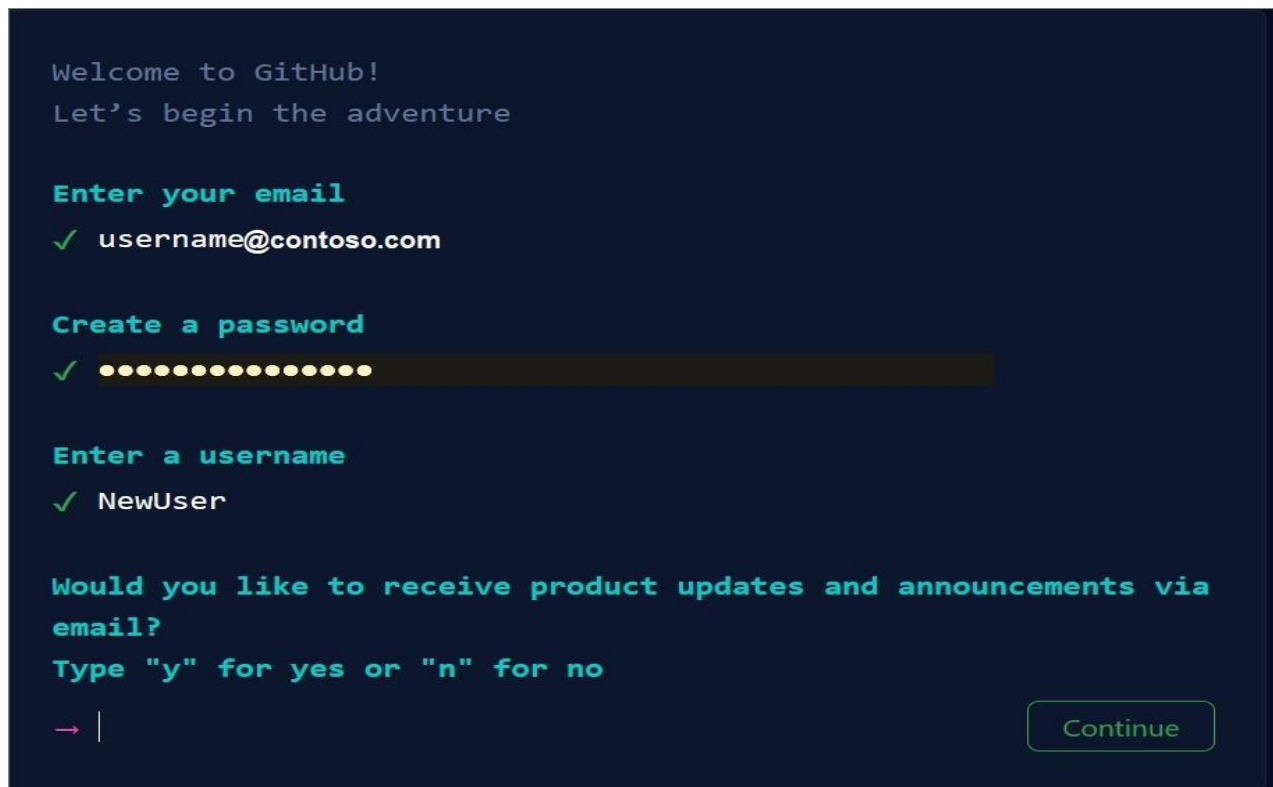 Welcome to GitHub!
Let’s begin the adventure
Enter your email
✓ username@contoso.com
Create a password
✓ •••••••••••••••
Enter a username
✓ NewUser
Would you like to receive product updates and announcements via
email?
Type "y" for yes or "n" for no
→
Continue